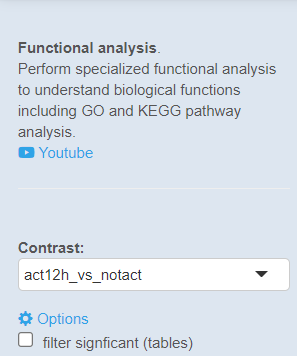 Functional analysis.
Perform specialized functional analysis
to understand biological functions
including GO and KEGG pathway
analysis.
Youtube
Contrast:
act12h_vs_notact
Options
filter signficant (tables)